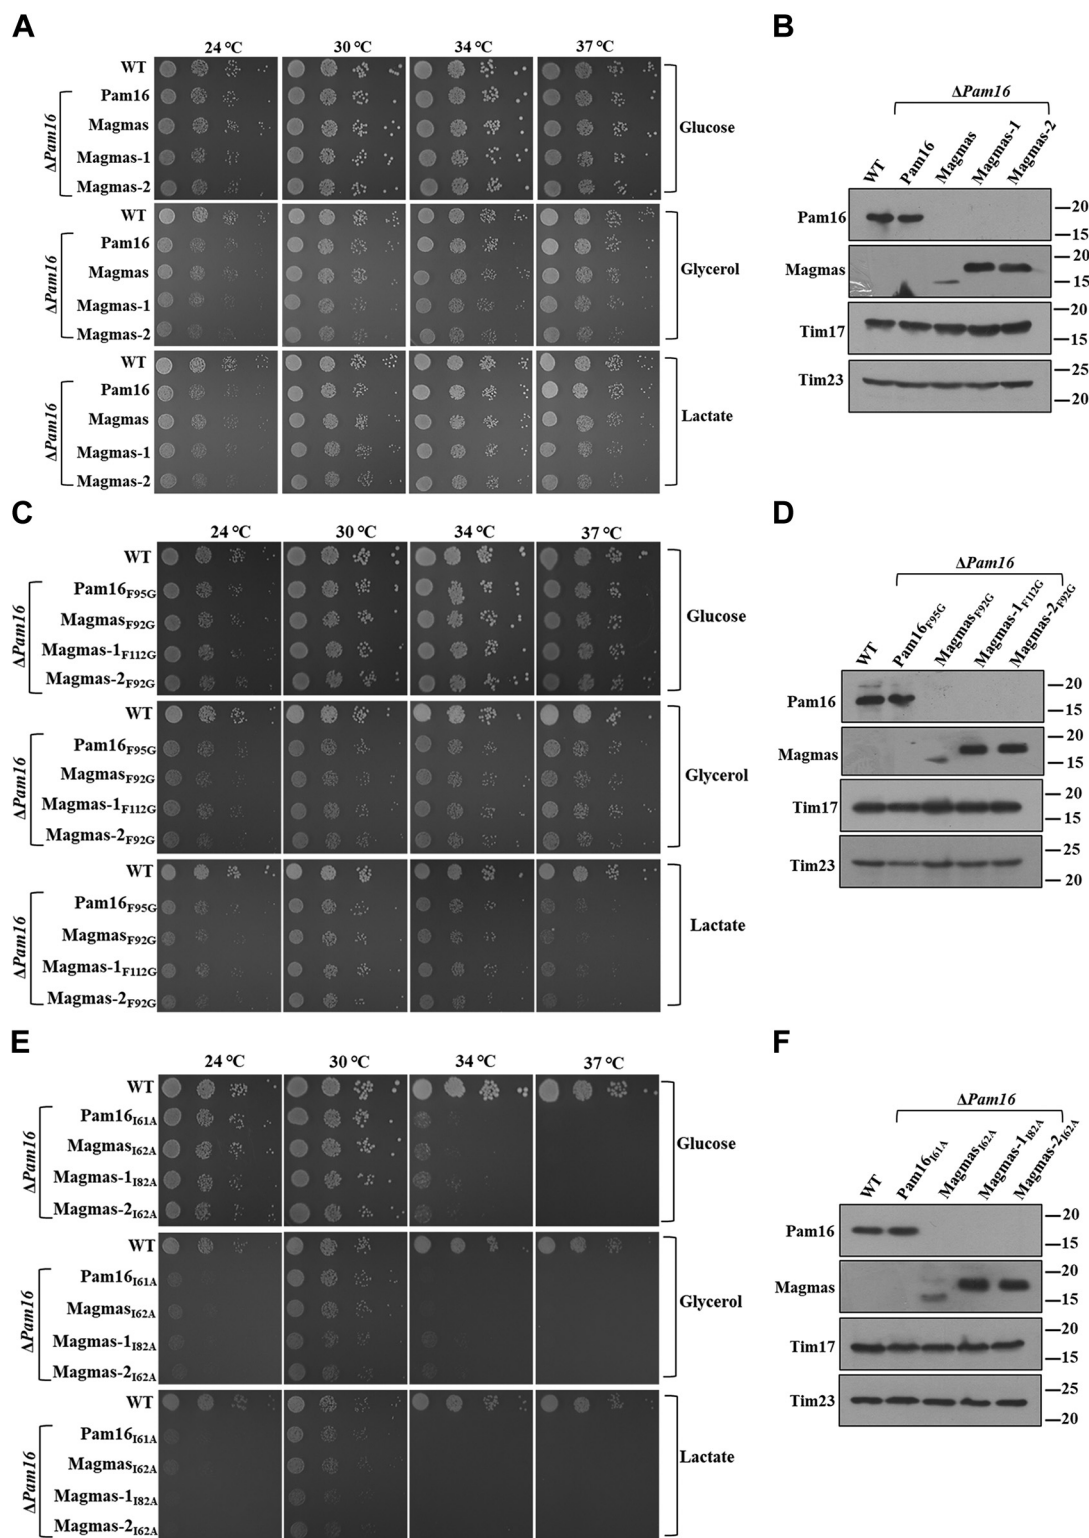 A
24 °C 30 °C 34 °C 37 °C
WT
Pam16
Magmas
Magmas-1
Magmas-2
ΔPam16
Glucose
WT
Pam16
Magmas
Magmas-1
Magmas-2
ΔPam16
Glycerol
WT
Pam16
Magmas
Magmas-1
Magmas-2
ΔPam16
Lactate
B
ΔPam16
WT Pam16 Magmas Magmas-1 Magmas-2
Pam16
20
15
Magmas
20
15
Tim17
20
15
Tim23
25
20
C
24 °C 30 °C 34 °C 37 °C
WT
Pam16F95G
MagmasF92G
Magmas-1F112G
Magmas-2F92G
ΔPam16
Glucose
WT
Pam16F95G
MagmasF92G
Magmas-1F112G
Magmas-2F92G
ΔPam16
Glycerol
WT
Pam16F95G
MagmasF92G
Magmas-1F112G
Magmas-2F92G
ΔPam16
Lactate
D
ΔPam16
WT Pam16F95G MagmasF92G Magmas-1F112G Magmas-2F92G
Pam16
20
15
Magmas
20
15
Tim17
20
15
Tim23
25
20
E
24 °C 30 °C 34 °C 37 °C
WT
Pam16I61A
MagmasI62A
Magmas-1I82A
Magmas-2I62A
ΔPam16
Glucose
WT
Pam16I61A
MagmasI62A
Magmas-1I82A
Magmas-2I62A
ΔPam16
Glycerol
WT
Pam16I61A
MagmasI62A
Magmas-1I82A
Magmas-2I62A
ΔPam16
Lactate
F
ΔPam16
WT Pam16I61A MagmasI62A Magmas-1I82A Magmas-2I62A
Pam16
20
15
Magmas
20
15
Tim17
20
15
Tim23
25
20